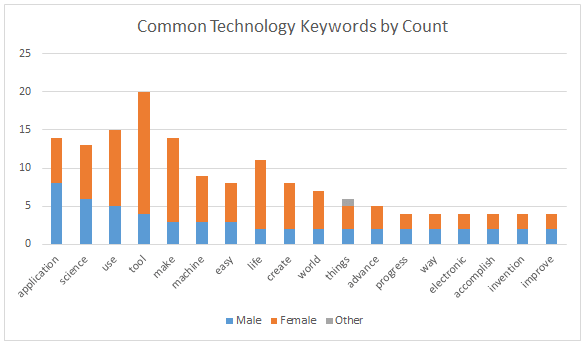 Common Technology Keywords by Count
25
20
15
10
5
0
application
science
use
tool
make
machine
easy
life
create
world
things
advance
progress
way
electronic
accomplish
invention
improve
Male Female Other